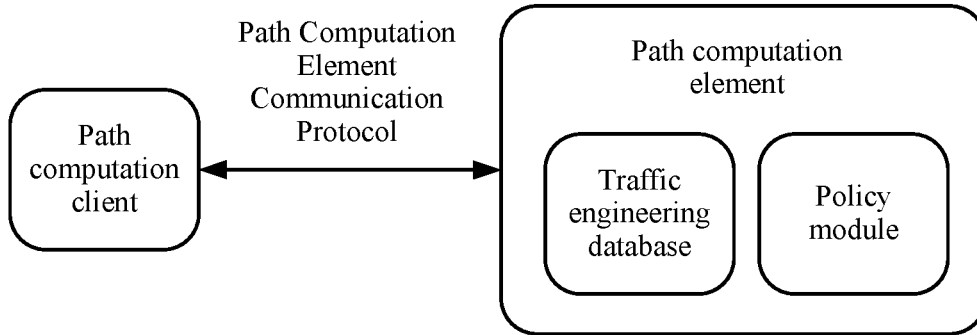 Path Computation
Element
Communication
Protocol
Path
computation
client
Path computation
element
Traffic
engineering
database
Policy
module